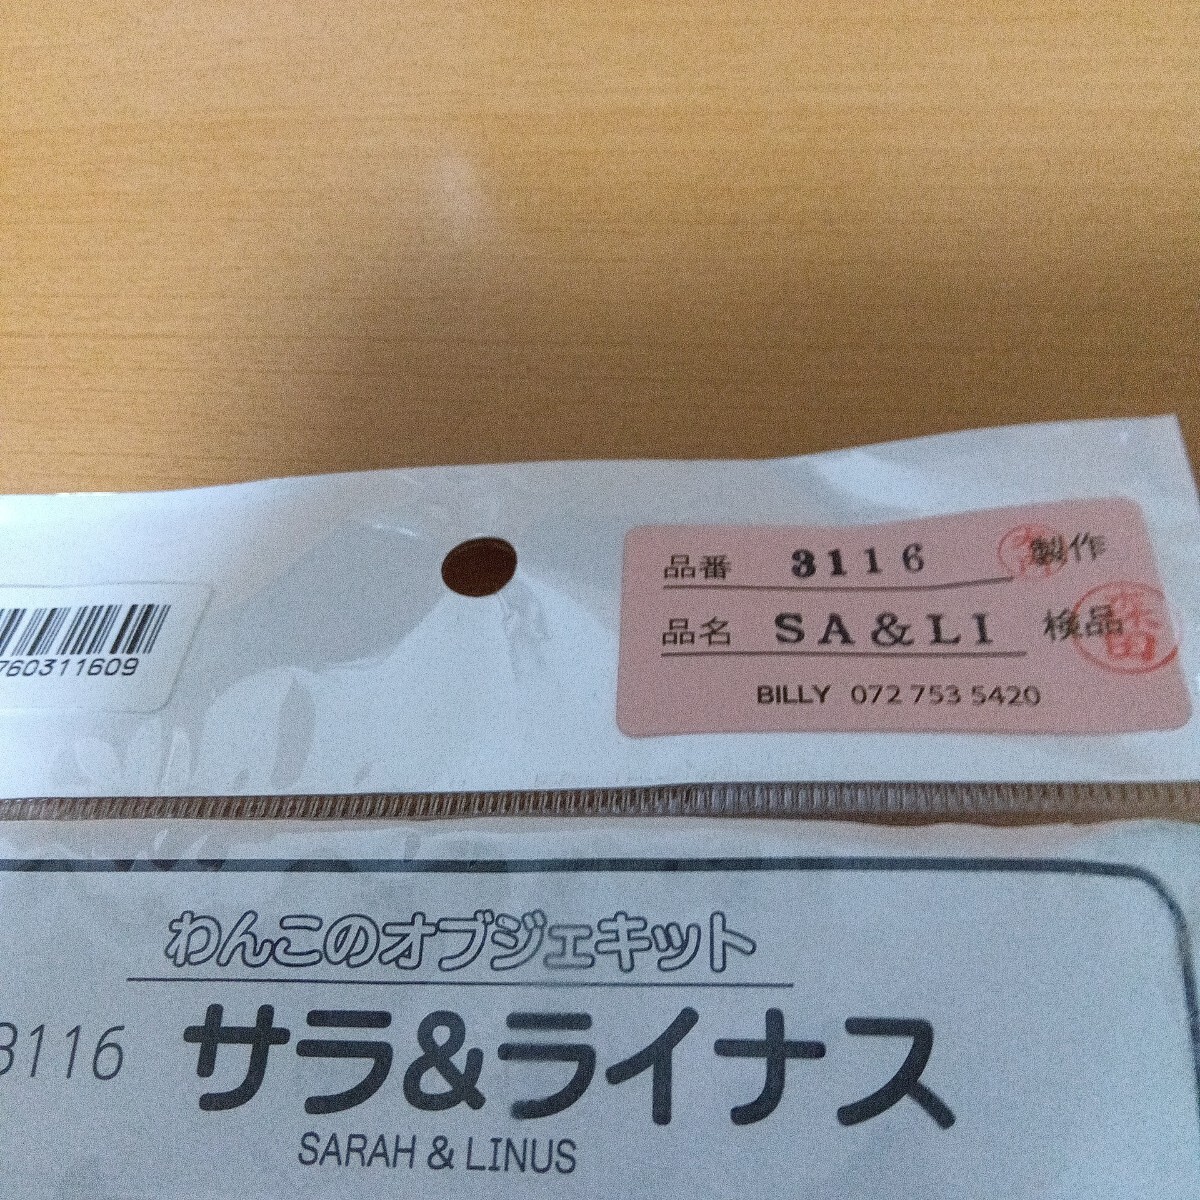 品番 3116 製作
品名 SA&LI 検品
BILLY 072 753 5420
760311609
わんこのオブジェキット
3116
サラ&ライナス
SARAH & LINUS